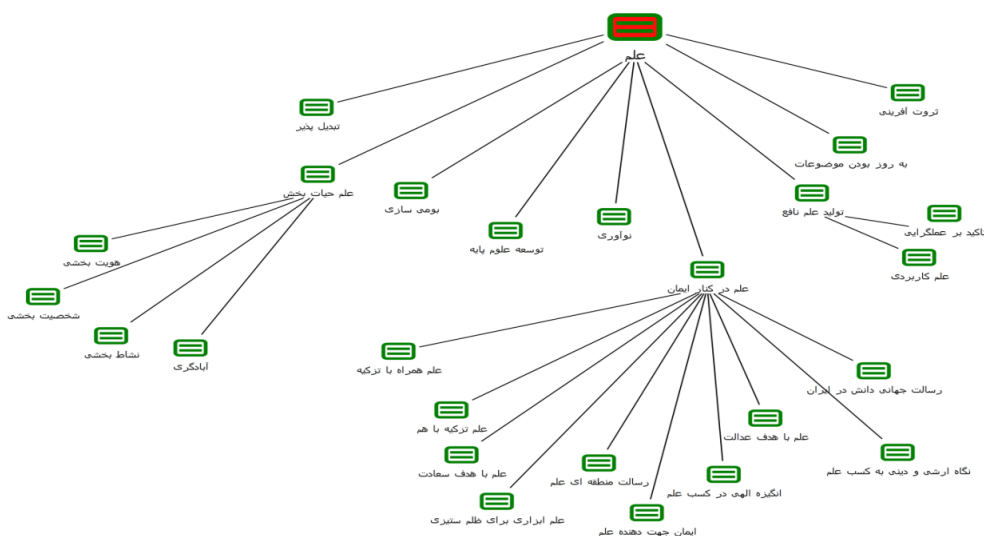 علم
ثروت افرینی
تبدیل پذیر
به روز بودن موضوعات
علم حیات بخش
بومی سازی
تولید علم نافع
تاکید بر عملگرایی
نوآوری
توسعه علوم پایه
هویت بخشی
علم کاربردی
علم در کنار ایمان
شخصیت بخشی
نشاط بخشی
آبادگری
علم همراه با تزکیه
رسالت جهانی دانش در ایران
علم تزکیه با هم
علم با هدف عدالت
علم با هدف سعادت
رسالت منطقه ای علم
نگاه ارشی و دینی به کسب علم
انگیزه الهی در کسب علم
علم ابزاری برای ظلم ستیزی
ایمان جهت دهنده علم